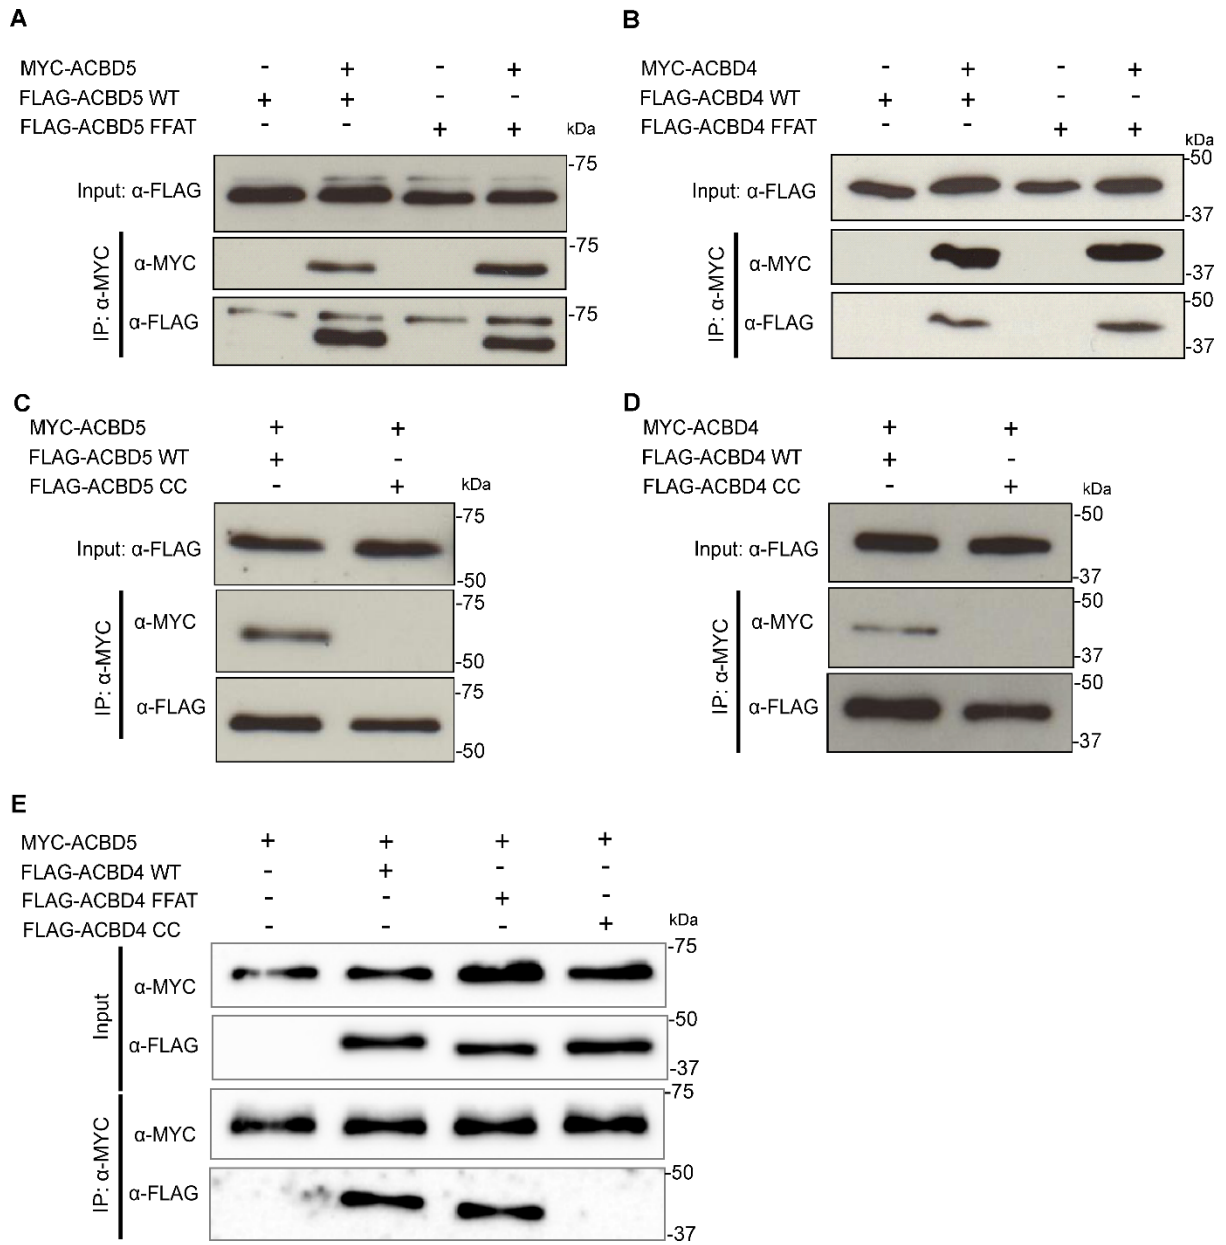 A
MYC-ACBD5 - + - +
FLAG-ACBD5 WT + + - -
FLAG-ACBD5 FFAT - - + +
kDa
-75
Input: α-FLAG
IP: α-MYC
-75
α-MYC
-75
α-FLAG
B
MYC-ACBD4 - + - +
FLAG-ACBD4 WT + + - -
FLAG-ACBD4 FFAT - - + +
kDa
-50
Input: α-FLAG
-37
IP: α-MYC
α-MYC
-37
-50
α-FLAG
-37
C
MYC-ACBD5 + +
FLAG-ACBD5 WT + -
FLAG-ACBD5 CC - +
kDa
-75
Input: α-FLAG
-50
IP: α-MYC
-75
α-MYC
-50
-75
α-FLAG
-50
D
MYC-ACBD4 + +
FLAG-ACBD4 WT + -
FLAG-ACBD4 CC - +
kDa
-50
Input: α-FLAG
-37
IP: α-MYC
-50
α-MYC
-37
-50
α-FLAG
-37
E
MYC-ACBD5 + + + +
FLAG-ACBD4 WT - + - -
FLAG-ACBD4 FFAT - - + -
FLAG-ACBD4 CC - - - +
kDa
Input
-75
α-MYC
-50
α-FLAG
-37
IP: α-MYC
-75
α-MYC
-50
α-FLAG
-37